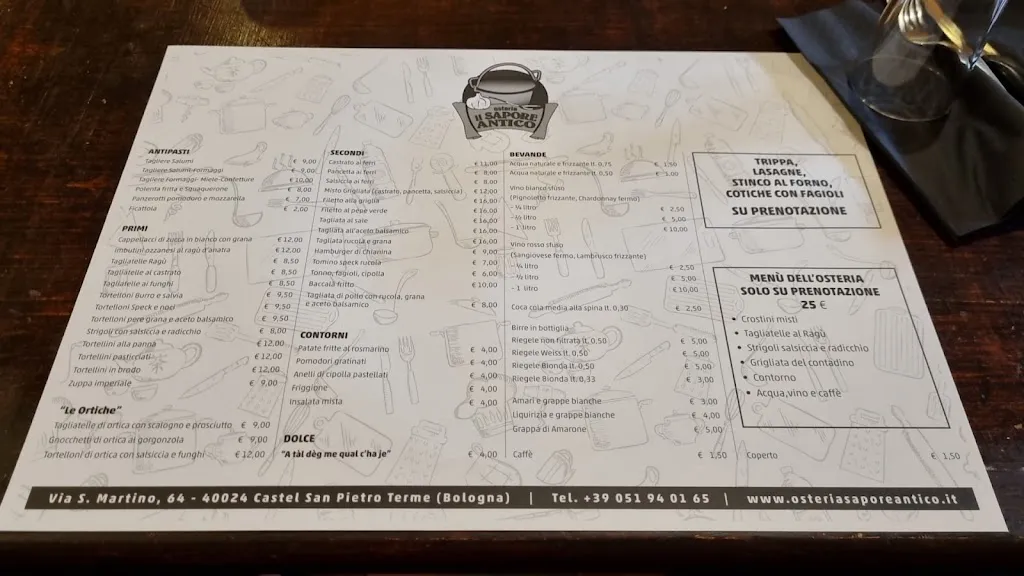 osteria
IL SAPORE
ANTICO
ANTIPASTI
Tagliere Salumi € 9,00
Tagliere Salumi-Formaggi € 9,00
Tagliere Formaggi- Miele-Confetture € 10,00
Polenta fritta e Squaquerone € 8,00
Panzerotti pomodoro e mozzarella € 7,00
Ficattola € 2,00
PRIMI
Cappellacci di zucca in bianco con grana € 12,00
Imbutini ozzanesi al ragù d'anatra € 12,00
Tagliatelle Ragù € 8,50
Tagliatelle al castrato € 8,50
Tagliatelle ai funghi € 8,50
Tortelloni Burro e salvia € 9,50
Tortelloni Speck e noci € 9,50
Tortelloni pere grana e aceto balsamico € 9,50
Strigoli con salsiccia e radicchio € 8,00
Tortellini alla panna € 12,00
Tortellini pasticciati € 12,00
Tortellini in brodo € 12,00
Zuppa imperiale € 9,00
"Le Ortiche"
Tagliatelle di ortica con scalogno e prosciutto € 9,00
Gnocchetti di ortica al gorgonzola € 9,00
Tortelloni di ortica con salsiccia e funghi € 12,00
SECONDI
Castrato ai ferri € 11,00
Pancetta ai ferri € 8,00
Salsiccia ai ferri € 8,00
Misto Grigliata (castrato, pancetta, salsiccia) € 12,00
Filetto alla griglia € 16,00
Filetto al pepe verde € 16,00
Tagliata al sale € 16,00
Tagliata all'aceto balsamico € 16,00
Tagliata rucola e grana € 16,00
Hamburger di Chianina € 9,00
Tomino speck rucola € 7,00
Tonno, fagioli, cipolla € 6,00
Baccalà fritto € 10,00
Tagliata di pollo con rucola, grana
e aceto balsamico € 8,00
CONTORNI
Patate fritte al rosmarino € 4,00
Pomodori gratinati € 4,00
Anelli di cipolla pastellati € 4,00
Friggione € 4,00
Insalata mista € 4,00
DOLCE
"A tàl dèg me qual c'ha je" € 4,00
BEVANDE
Acqua naturale e frizzante lt. 0,75 € 1,50
Acqua naturale e frizzante lt. 0,50 € 1,00
Vino bianco sfuso
(Pignoletto frizzante, Chardonnay fermo)
- ¼ litro € 2,50
- ½ litro € 5,00
- 1 litro € 10,00
Vino rosso sfuso
(Sangiovese fermo, Lambrusco frizzante)
- ¼ litro € 2,50
- ½ litro € 5,00
- 1 litro € 10,00
Coca cola media alla spina lt. 0,30 € 2,50
Birre in bottiglia
Riegele non filtrata lt. 0,50 € 5,00
Riegele Weiss lt. 0,50 € 5,00
Riegele Bionda lt. 0,50 € 5,00
Riegele Bionda lt. 0,33 € 3,00
Amari e grappe bianche € 3,00
Liquirizia e grappe bianche € 4,00
Grappa di Amarone € 5,00
Caffè € 1,50
TRIPPA,
LASAGNE,
STINCO AL FORNO,
COTICHE CON FAGIOLI
SU PRENOTAZIONE
MENÙ DELL'OSTERIA
SOLO SU PRENOTAZIONE
25 €
• Crostini misti
• Tagliatelle al Ragù
• Strigoli salsiccia e radicchio
• Grigliata del contadino
• Contorno
• Acqua,vino e caffè
Coperto € 1,50
Via S. Martino, 64 - 40024 Castel San Pietro Terme (Bologna) | Tel. +39 051 94 01 65 | www.osteriasaporeantico.it